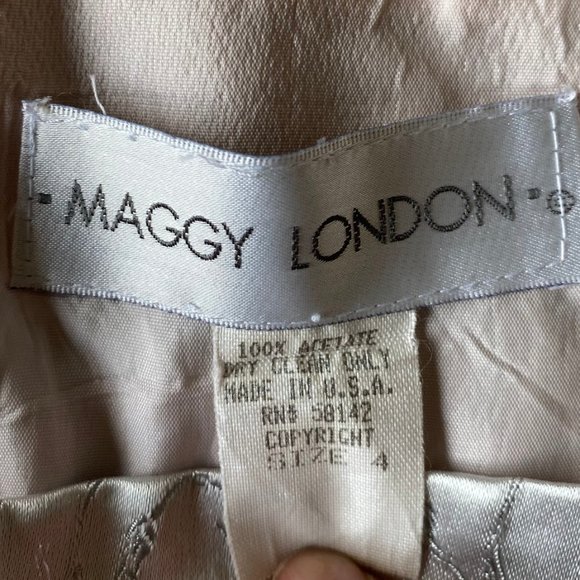 · MAGGY LONDON · ®
100% ACETATE
DRY CLEAN ONLY
MADE IN U.S.A.
RN# 58142
COPYRIGHT
SIZE 4